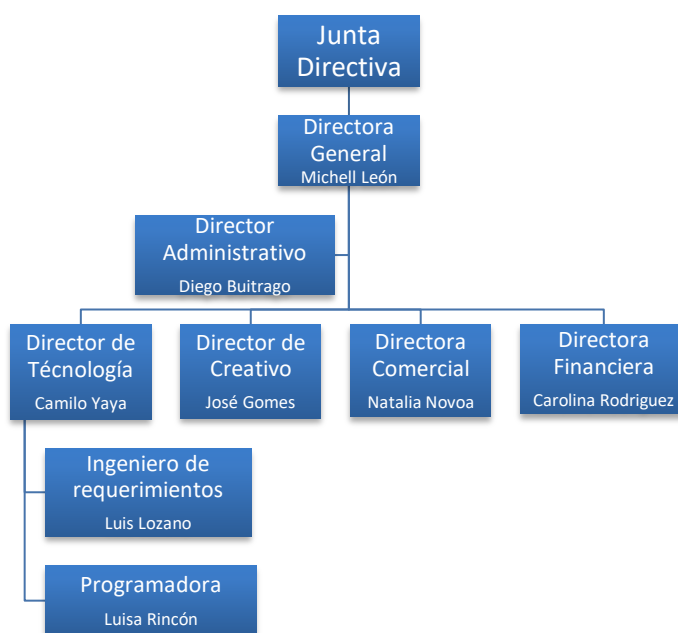 Junta
Directiva
Directora
General
Michell León
Director
Administrativo
Diego Buitrago
Director de
Técnología
Camilo Yaya
Director de
Creativo
José Gomes
Directora
Comercial
Natalia Novoa
Directora
Financiera
Carolina Rodriguez
Ingeniero de
requerimientos
Luis Lozano
Programadora
Luisa Rincón